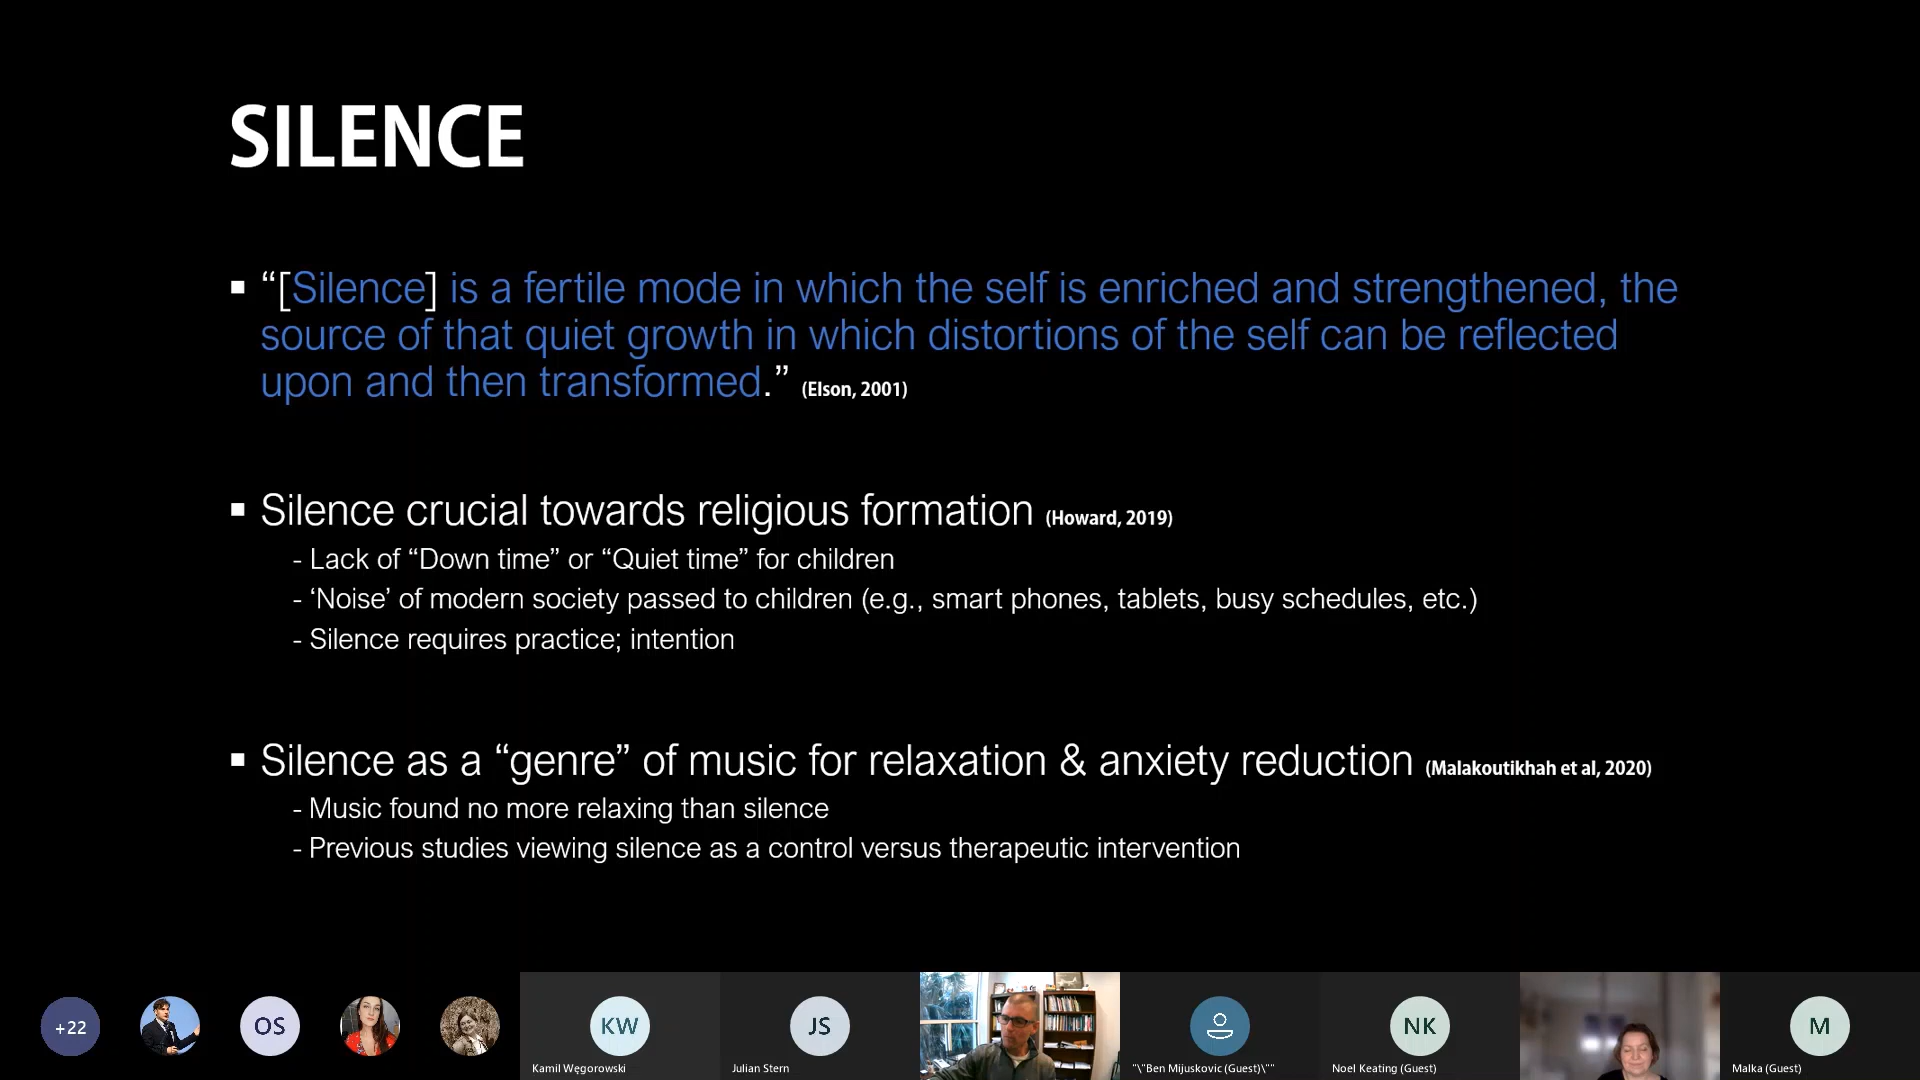 SILENCE
▪ “[Silence] is a fertile mode in which the self is enriched and strengthened, the
source of that quiet growth in which distortions of the self can be reflected
upon and then transformed.” (Elson, 2001)
▪ Silence crucial towards religious formation (Howard, 2019)
- Lack of “Down time” or “Quiet time” for children
- ‘Noise’ of modern society passed to children (e.g., smart phones, tablets, busy schedules, etc.)
- Silence requires practice; intention
▪ Silence as a “genre” of music for relaxation & anxiety reduction (Malakoutikhah et al, 2020)
- Music found no more relaxing than silence
- Previous studies viewing silence as a control versus therapeutic intervention
+22
OS
KW
JS
NK
M
Kamil Węgorowski
Julian Stern
"\"Ben Mijuskovic (Guest)\""
Noel Keating (Guest)
Malka (Guest)